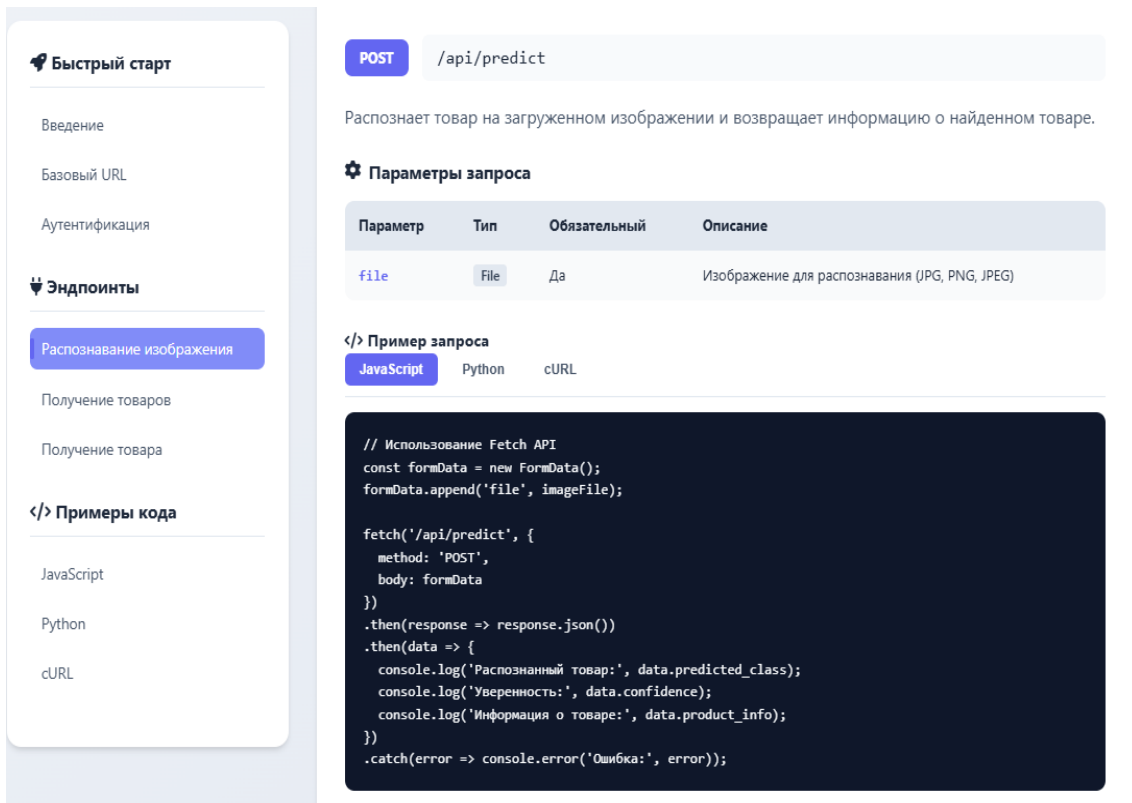 Быстрый старт
Введение
Базовый URL
Аутентификация
Эндпоинты
Распознавание изображения
Получение товаров
Получение товара
</> Примеры кода
JavaScript
Python
cURL
POST /api/predict
Распознает товар на загруженном изображении и возвращает информацию о найденном товаре.
Параметры запроса
Параметр Тип Обязательный Описание
file File Да Изображение для распознавания (JPG, PNG, JPEG)
</> Пример запроса
JavaScript Python cURL
// Использование Fetch API
const formData = new FormData();
formData.append('file', imageFile);
fetch('/api/predict', {
  method: 'POST',
  body: formData
})
.then(response => response.json())
.then(data => {
  console.log('Распознанный товар:', data.predicted_class);
  console.log('Уверенность:', data.confidence);
  console.log('Информация о товаре:', data.product_info);
})
.catch(error => console.error('Ошибка:', error));